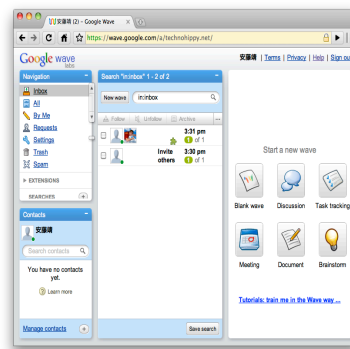 安藤靖 (2) - Google Wave
https://wave.google.com/a/technohippy.net/
Google wave
labs
安藤靖 | Terms | Privacy | Help | Sign ou
Navigation
Inbox
All
By Me
Requests
Settings
Trash
Spam
EXTENSIONS
SEARCHES
Contacts
安藤靖
Search contacts
You have no contacts
yet.
Learn more
Manage contacts
Search "in:inbox" 1 - 2 of 2
New wave
in:inbox
Follow Unfollow Archive
3:31 pm
1 of 1
Invite others
3:30 pm
1 of 1
Save search
Start a new wave
Blank wave Discussion Task tracking
Meeting Document Brainstorm
Tutorials: train me in the Wave way ...